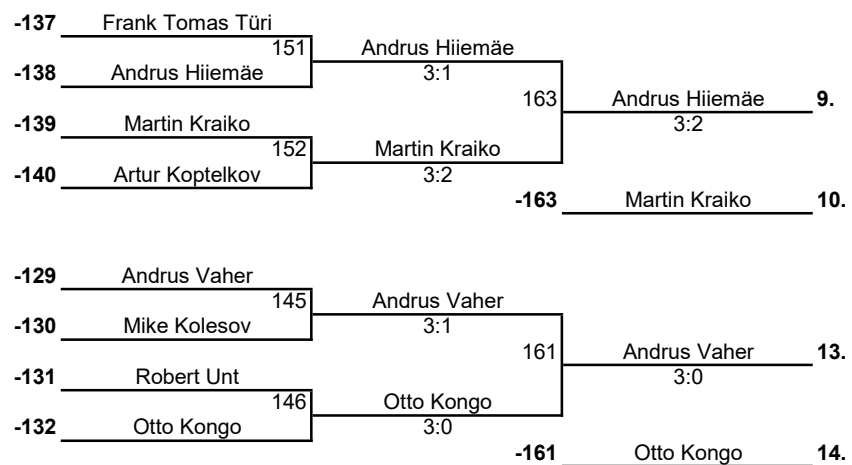 -137 Frank Tomas Türi
151 Andrus Hiiemäe
-138 Andrus Hiiemäe 3:1
163 Andrus Hiiemäe 9.
-139 Martin Kraiko 3:2
152 Martin Kraiko
-140 Artur Koptelkov 3:2
-163 Martin Kraiko 10.
-129 Andrus Vaher
145 Andrus Vaher
-130 Mike Kolesov 3:1
161 Andrus Vaher 13.
-131 Robert Unt 3:0
146 Otto Kongo
-132 Otto Kongo 3:0
-161 Otto Kongo 14.